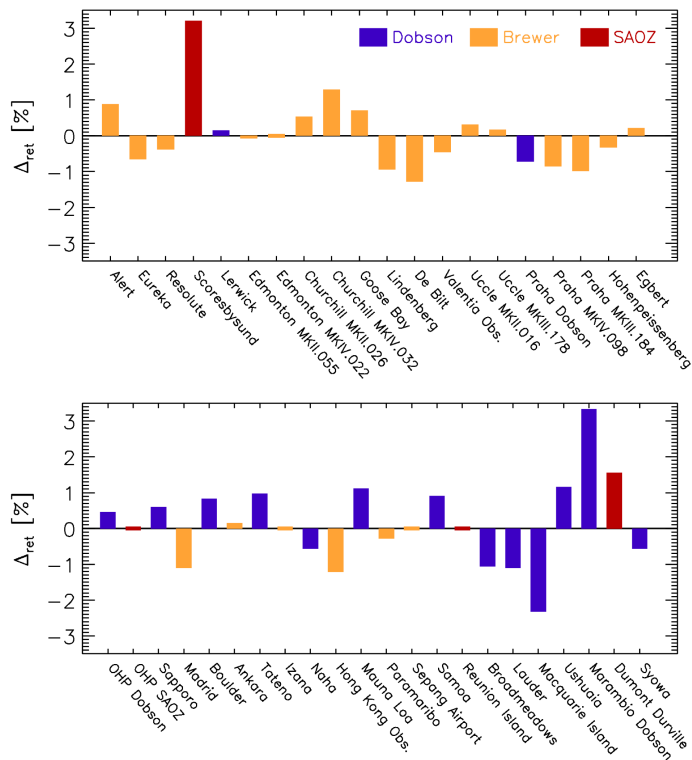 Dobson Brewer SAOZ
3
2
1
0
−1
−2
−3
Δret [%]
Alert
Eureka
Resolute
Scoresbysund
Lerwick
Edmonton MKII.055
Edmonton MKIV.022
Churchill MKII.026
Churchill MKIV.032
Goose Bay
Lindenberg
De Bilt
Valentia Obs.
Uccle MKII.016
Uccle MKIII.178
Praha Dobson
Praha MKIV.098
Praha MKIII.184
Hohenpeissenberg
Egbert
3
2
1
0
−1
−2
−3
Δret [%]
OHP Dobson
OHP SAOZ
Sapporo
Madrid
Boulder
Ankara
Tateno
Izana
Naha
Hong Kong Obs.
Mauna Loa
Paramaribo
Sepang Airport
Samoa
Reunion Island
Broadmeadows
Lauder
Macquarie Island
Ushuaia
Marambio Dobson
Dumont Durville
Syowa